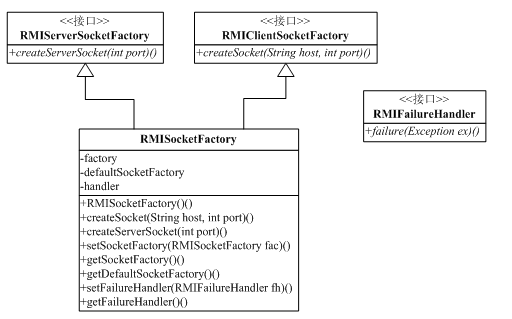 <<接口>>
RMIServerSocketFactory
+createServerSocket(int port)()
<<接口>>
RMIClientSocketFactory
+createSocket(String host, int port)()
<<接口>>
RMIFailureHandler
+failure(Exception ex)()
RMISocketFactory
-factory
-defaultSocketFactory
-handler
+RMISocketFactory()()
+createSocket(String host, int port)()
+createServerSocket(int port)()
+setSocketFactory(RMISocketFactory fac)()
+getSocketFactory()()
+getDefaultSocketFactory()()
+setFailureHandler(RMIFailureHandler fh)()
+getFailureHandler()()